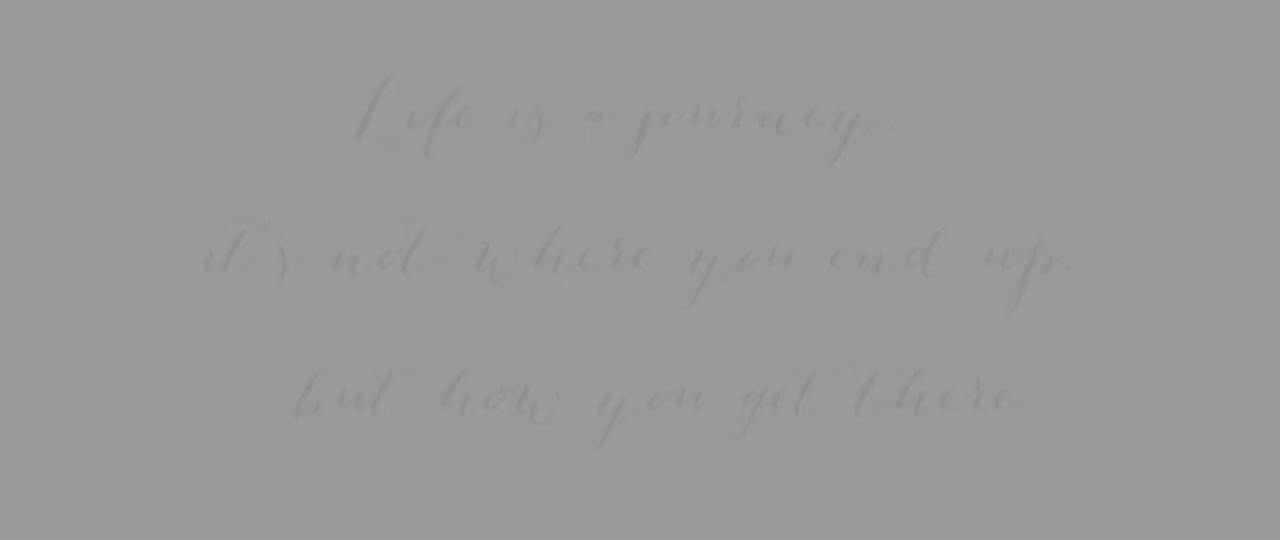 Life is a journey.
it's not where you end up.
but how you get there